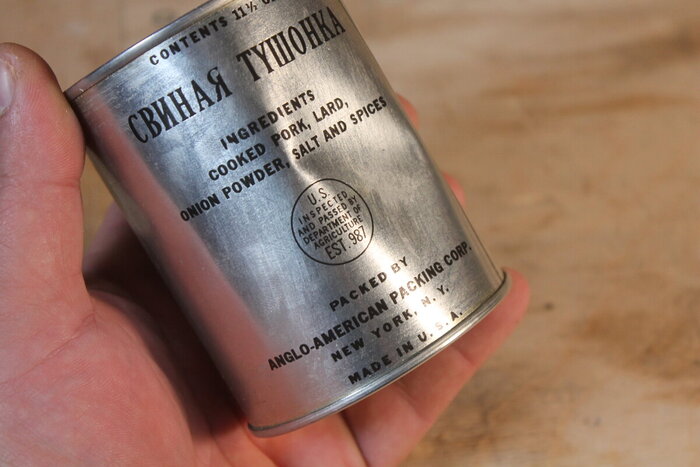 CONTENTS 11½
СВИНАЯ ТУШОНКА
INGREDIENTS
COOKED PORK, LARD,
ONION POWDER, SALT AND SPICES
U.S.
INSPECTED
AND PASSED BY
DEPARTMENT OF
AGRICULTURE
EST. 987
PACKED BY
ANGLO-AMERICAN PACKING CORP.
NEW YORK, N. Y.
MADE IN U. S. A.